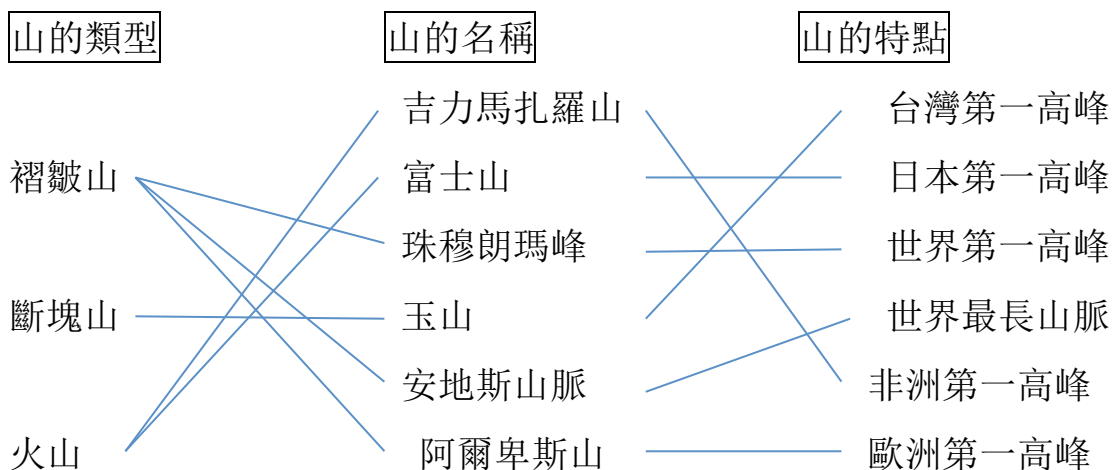 山的類型 山的名稱 山的特點
吉力馬扎羅山 台灣第一高峰
褶皺山 富士山 日本第一高峰
珠穆朗瑪峰 世界第一高峰
斷塊山 玉山 世界最長山脈
安地斯山脈 非洲第一高峰
火山 阿爾卑斯山 歐洲第一高峰